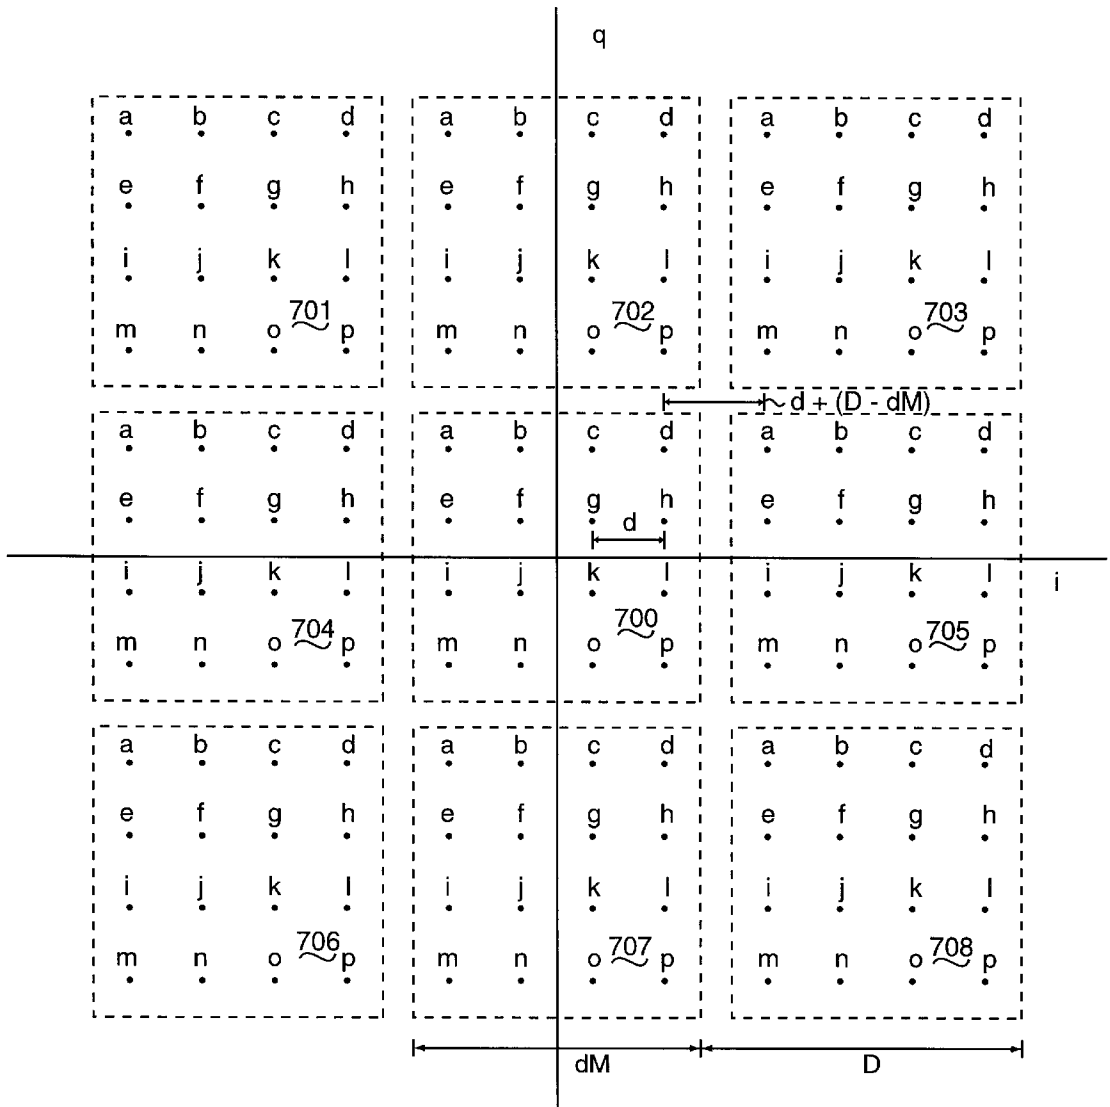 q
a b c d a b c d a b c d
e f g h e f g h e f g h
i j k l i j k l i j k l
701 702 703
m n o p m n o p m n o p
d + (D - dM)
a b c d a b c d a b c d
e f g h e f g h e f g h
d
i j k l i j k l i j k l i
704 700 705
m n o p m n o p m n o p
a b c d a b c d a b c d
e f g h e f g h e f g h
i j k l i j k l i j k l
706 707 708
m n o p m n o p m n o p
dM D